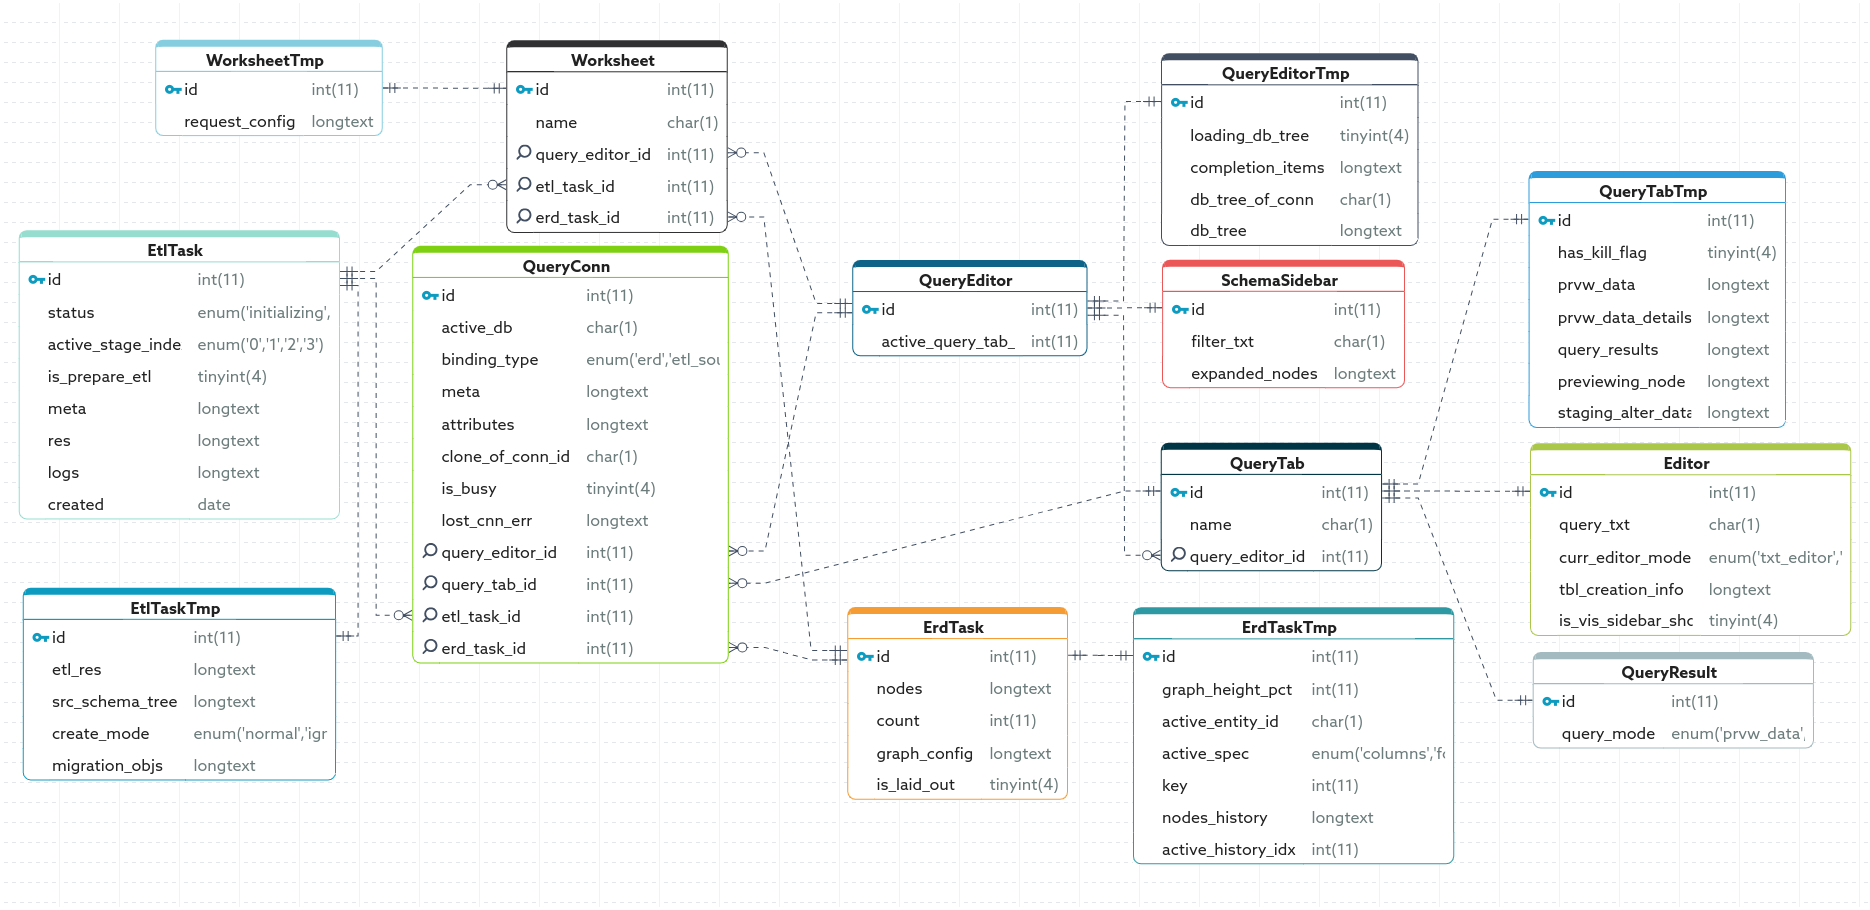 WorksheetTmp
id int(11)
request_config longtext
Worksheet
id int(11)
name char(1)
query_editor_id int(11)
etl_task_id int(11)
erd_task_id int(11)
EtlTask
id int(11)
status enum('initializing',
active_stage_inde enum('0','1','2','3')
is_prepare_etl tinyint(4)
meta longtext
res longtext
logs longtext
created date
QueryConn
id int(11)
active_db char(1)
binding_type enum('erd','etl_sou
meta longtext
attributes longtext
clone_of_conn_id char(1)
is_busy tinyint(4)
lost_cnn_err longtext
query_editor_id int(11)
query_tab_id int(11)
etl_task_id int(11)
erd_task_id int(11)
EtlTaskTmp
id int(11)
etl_res longtext
src_schema_tree longtext
create_mode enum('normal','igr
migration_objs longtext
QueryEditor
id int(11)
active_query_tab_ int(11)
QueryEditorTmp
id int(11)
loading_db_tree tinyint(4)
completion_items longtext
db_tree_of_conn char(1)
db_tree longtext
SchemaSidebar
id int(11)
filter_txt char(1)
expanded_nodes longtext
QueryTab
id int(11)
name char(1)
query_editor_id int(11)
ErdTask
id int(11)
nodes longtext
count int(11)
graph_config longtext
is_laid_out tinyint(4)
ErdTaskTmp
id int(11)
graph_height_pct int(11)
active_entity_id char(1)
active_spec enum('columns','fo
key int(11)
nodes_history longtext
active_history_idx int(11)
QueryTabTmp
id int(11)
has_kill_flag tinyint(4)
prvw_data longtext
prvw_data_details longtext
query_results longtext
previewing_node longtext
staging_alter_data longtext
Editor
id int(11)
query_txt char(1)
curr_editor_mode enum('txt_editor','
tbl_creation_info longtext
is_vis_sidebar_shc tinyint(4)
QueryResult
id int(11)
query_mode enum('prvw_data',